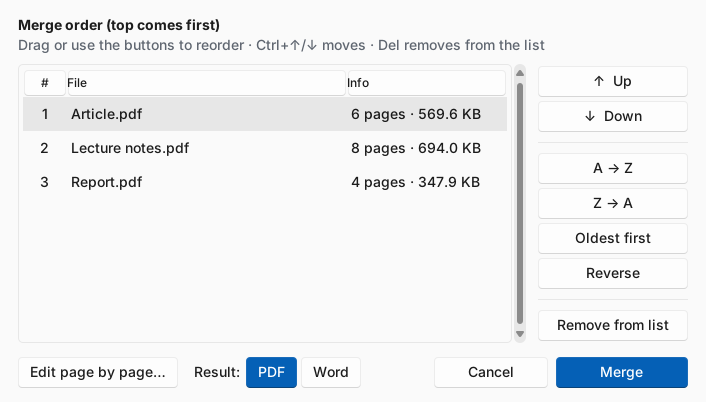 Merge order (top comes first)
Drag or use the buttons to reorder · Ctrl+↑/↓ moves · Del removes from the list
# File Info
1 Article.pdf 6 pages · 569.6 KB
2 Lecture notes.pdf 8 pages · 694.0 KB
3 Report.pdf 4 pages · 347.9 KB
↑ Up
↓ Down
A → Z
Z → A
Oldest first
Reverse
Remove from list
Edit page by page... Result: PDF Word Cancel Merge